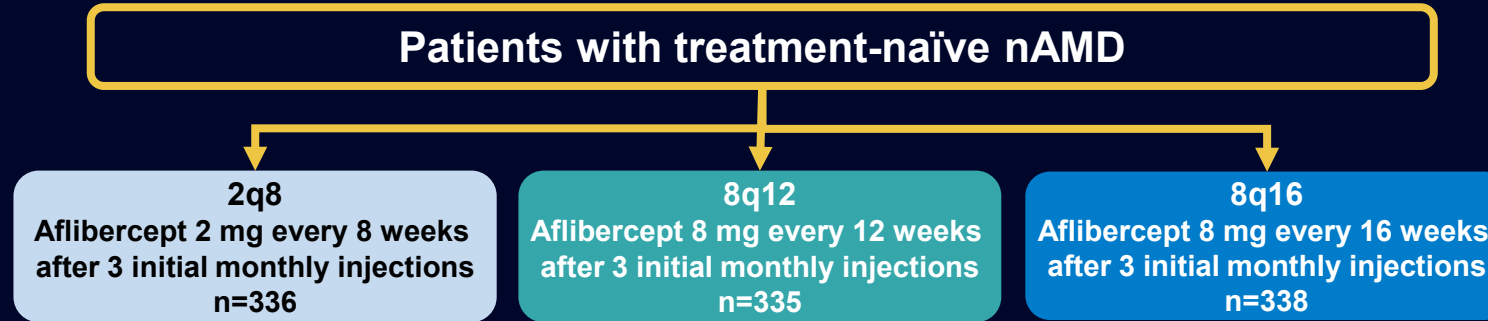 Patients with treatment-naïve nAMD
2q8
Aflibercept 2 mg every 8 weeks
after 3 initial monthly injections
n=336
8q12
Aflibercept 8 mg every 12 weeks
after 3 initial monthly injections
n=335
8q16
Aflibercept 8 mg every 16 weeks
after 3 initial monthly injections
n=338